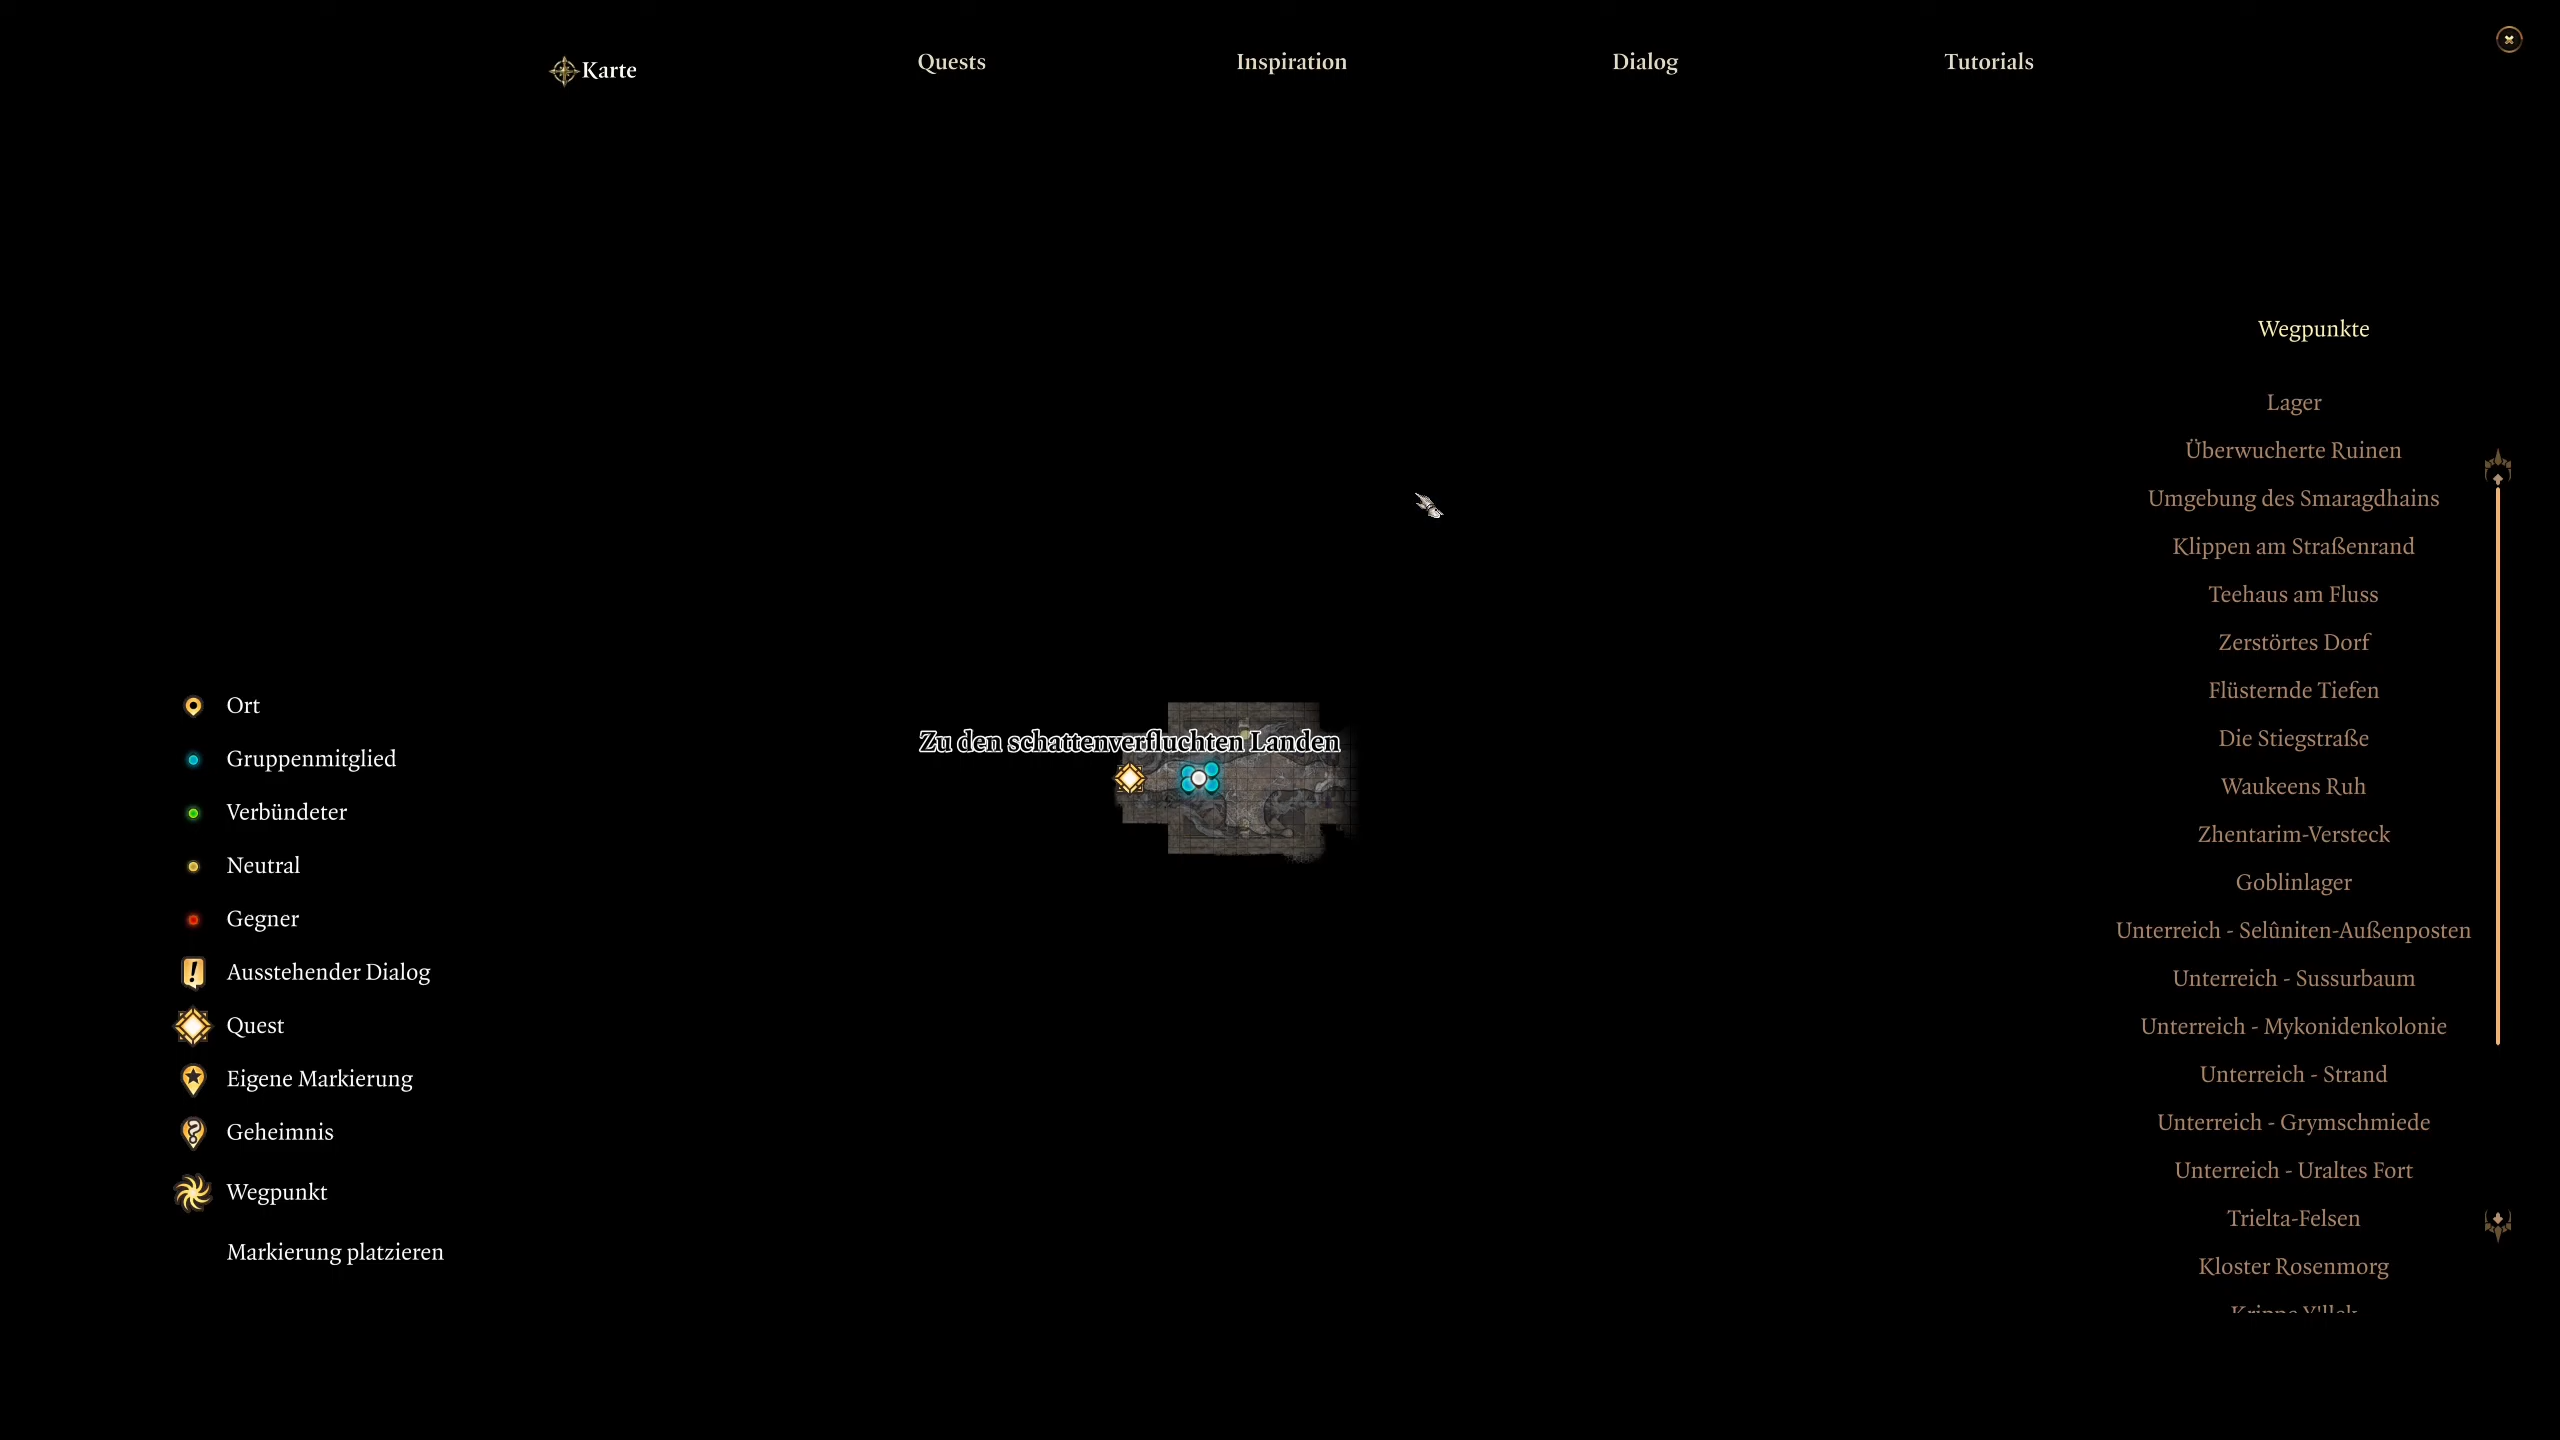 Karte
Quests
Inspiration
Dialog
Tutorials
Wegpunkte
Lager
Überwucherte Ruinen
Umgebung des Smaragdhains
Klippen am Straßenrand
Teehaus am Fluss
Zerstörtes Dorf
Flüsternde Tiefen
Die Stiegstraße
Waukeens Ruh
Zhentarim-Versteck
Goblinlager
Unterreich - Selûniten-Außenposten
Unterreich - Sussurbaum
Unterreich - Mykonidenkolonie
Unterreich - Strand
Unterreich - Grymschmiede
Unterreich - Uraltes Fort
Trielta-Felsen
Kloster Rosenmorg
Zu den schattenverfluchten Landen
Ort
Gruppenmitglied
Verbündeter
Neutral
Gegner
Ausstehender Dialog
Quest
Eigene Markierung
Geheimnis
Wegpunkt
Markierung platzieren